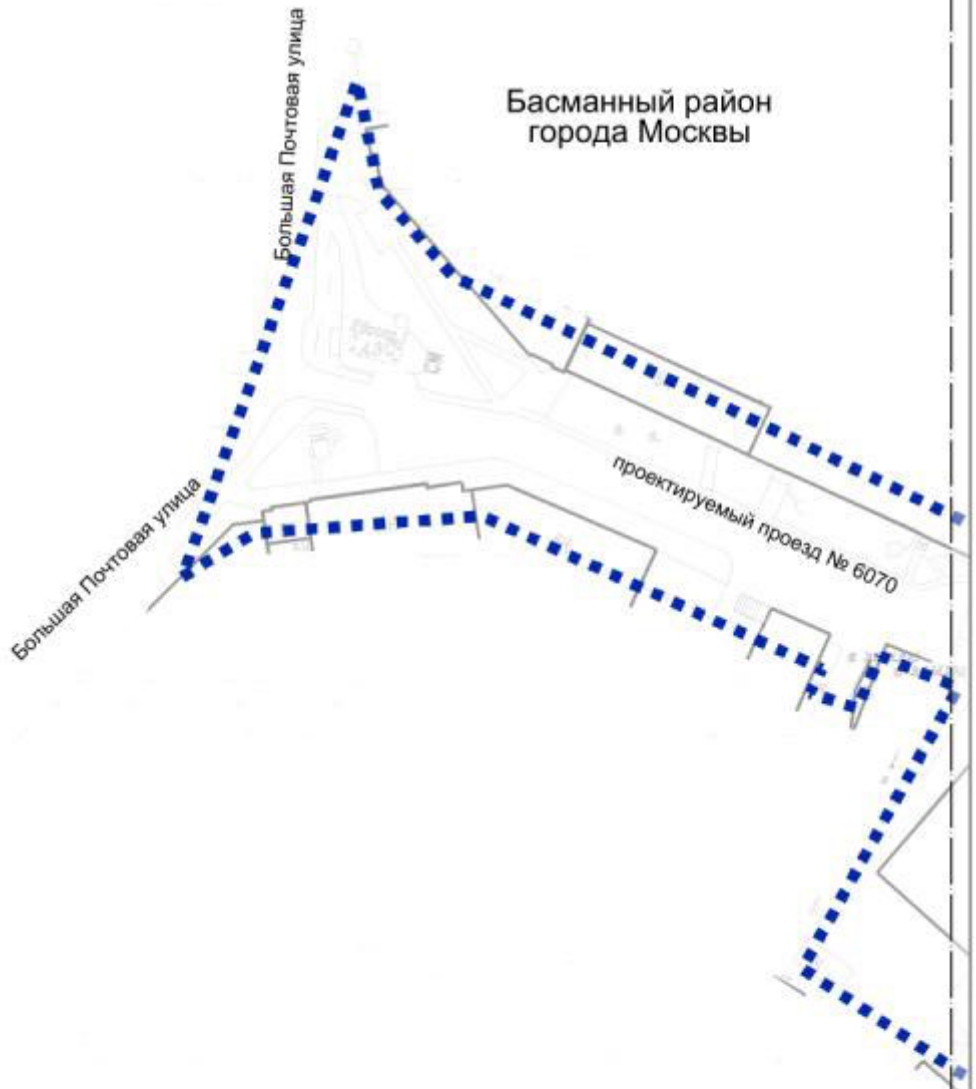 Большая Почтовая улица
Басманный район
города Москвы
Большая Почтовая улица
проектируемый проезд № 6070